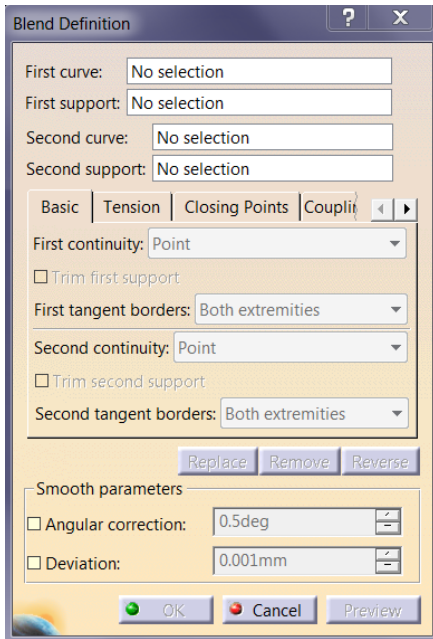 Blend Definition ? X
First curve: No selection
First support: No selection
Second curve: No selection
Second support: No selection
Basic Tension Closing Points
First continuity: Point
Trim first support
First tangent borders: Both extremities
Second continuity: Point
Trim second support
Second tangent borders: Both extremities
Replace Remove Reverse
Smooth parameters
Angular correction: 0.5deg
Deviation: 0.001mm
OK Cancel Preview